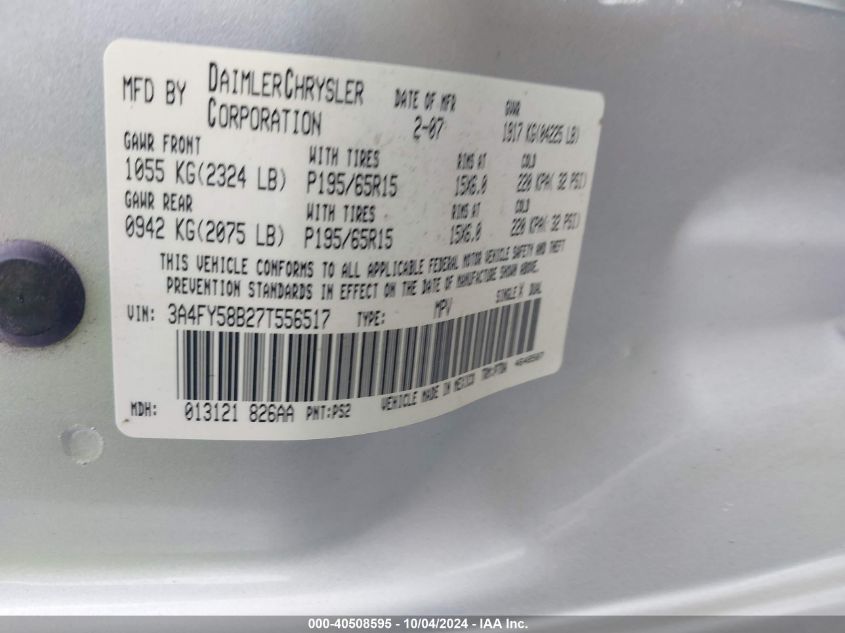 MFD BY DAIMLERCHRYSLER CORPORATION DATE OF MFR 2-07 GVWR 1917 KG(04225 LB)
GAWR FRONT WITH TIRES RIMS AT COLD
1055 KG(2324 LB) P195/65R15 15X6.0 220 KPA( 32 PSI)
GAWR REAR WITH TIRES RIMS AT COLD
0942 KG(2075 LB) P195/65R15 15X6.0 220 KPA( 32 PSI)
THIS VEHICLE CONFORMS TO ALL APPLICABLE FEDERAL MOTOR VEHICLE SAFETY AND THEFT
PREVENTION STANDARDS IN EFFECT ON THE DATE OF MANUFACTURE SHOWN ABOVE.
VIN: 3A4FY58B27T556517 TYPE: MPV SINGLE X DUAL
MDH: 013121 826AA PNT:PS2 VEHICLE MADE IN MEXICO
000-40508595 - 10/04/2024 - IAA Inc.